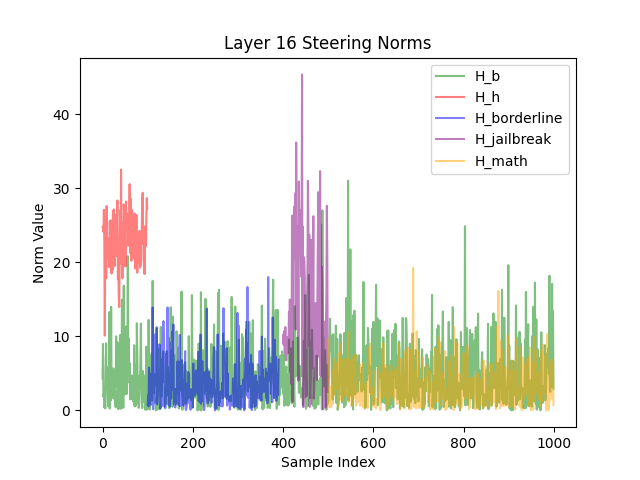 Layer 16 Steering Norms
H_b
H_h
H_borderline
H_jailbreak
H_math
Norm Value
40
30
20
10
0
0 200 400 600 800 1000
Sample Index